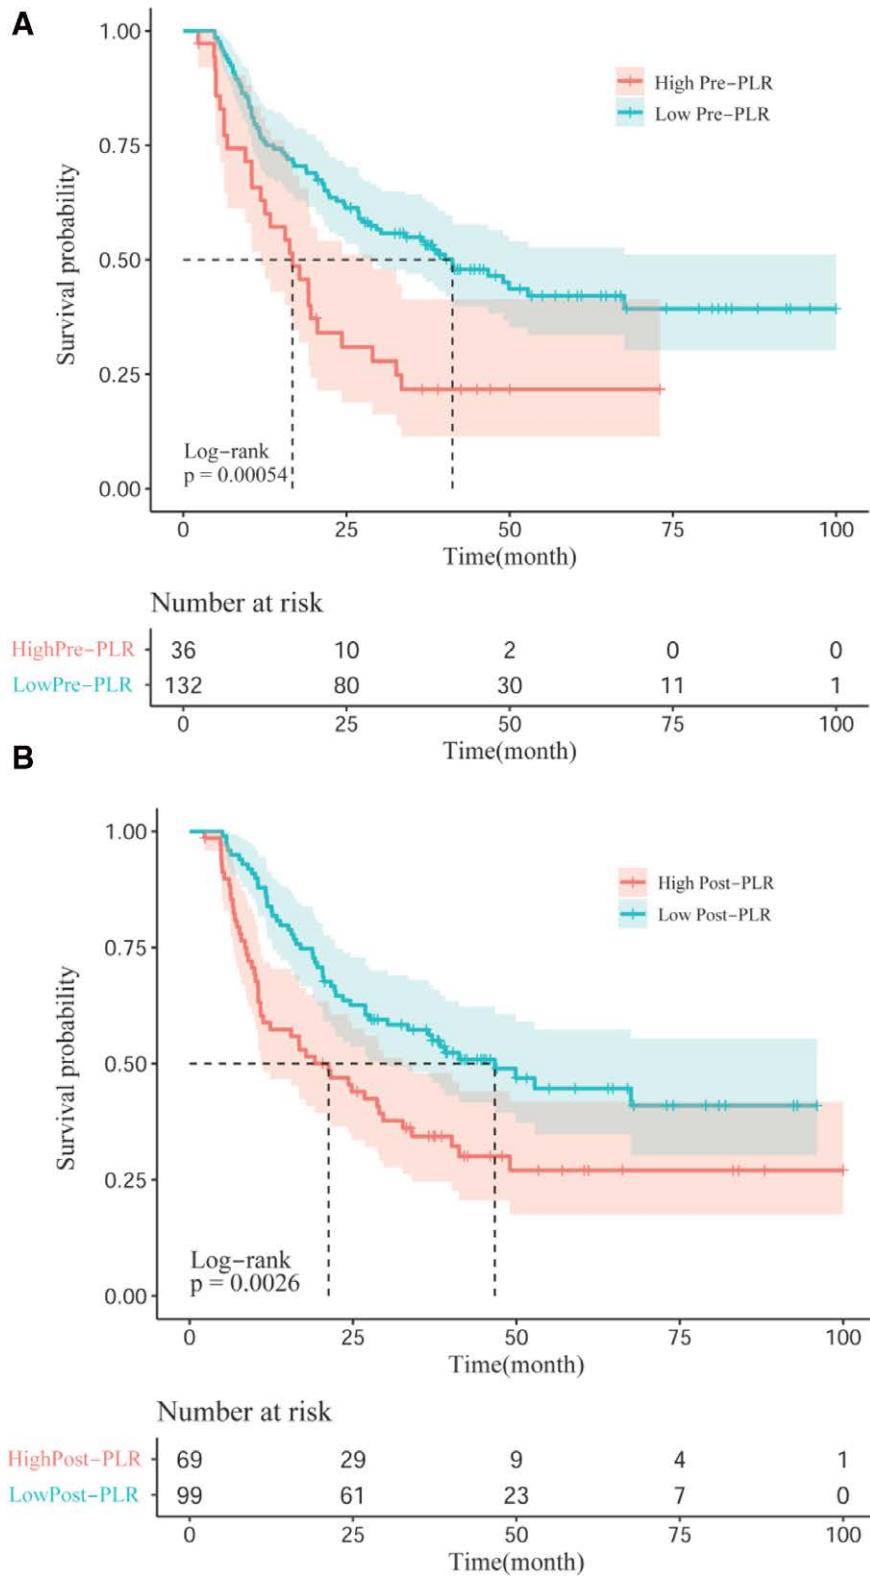 A
1.00
0.75
0.50
0.25
0.00
Survival probability
High Pre-PLR
Low Pre-PLR
Log-rank
p = 0.00054
0 25 50 75 100
Time(month)
Number at risk
HighPre-PLR 36 10 2 0 0
LowPre-PLR 132 80 30 11 1
0 25 50 75 100
Time(month)
B
1.00
0.75
0.50
0.25
0.00
Survival probability
High Post-PLR
Low Post-PLR
Log-rank
p = 0.0026
0 25 50 75 100
Time(month)
Number at risk
HighPost-PLR 69 29 9 4 1
LowPost-PLR 99 61 23 7 0
0 25 50 75 100
Time(month)